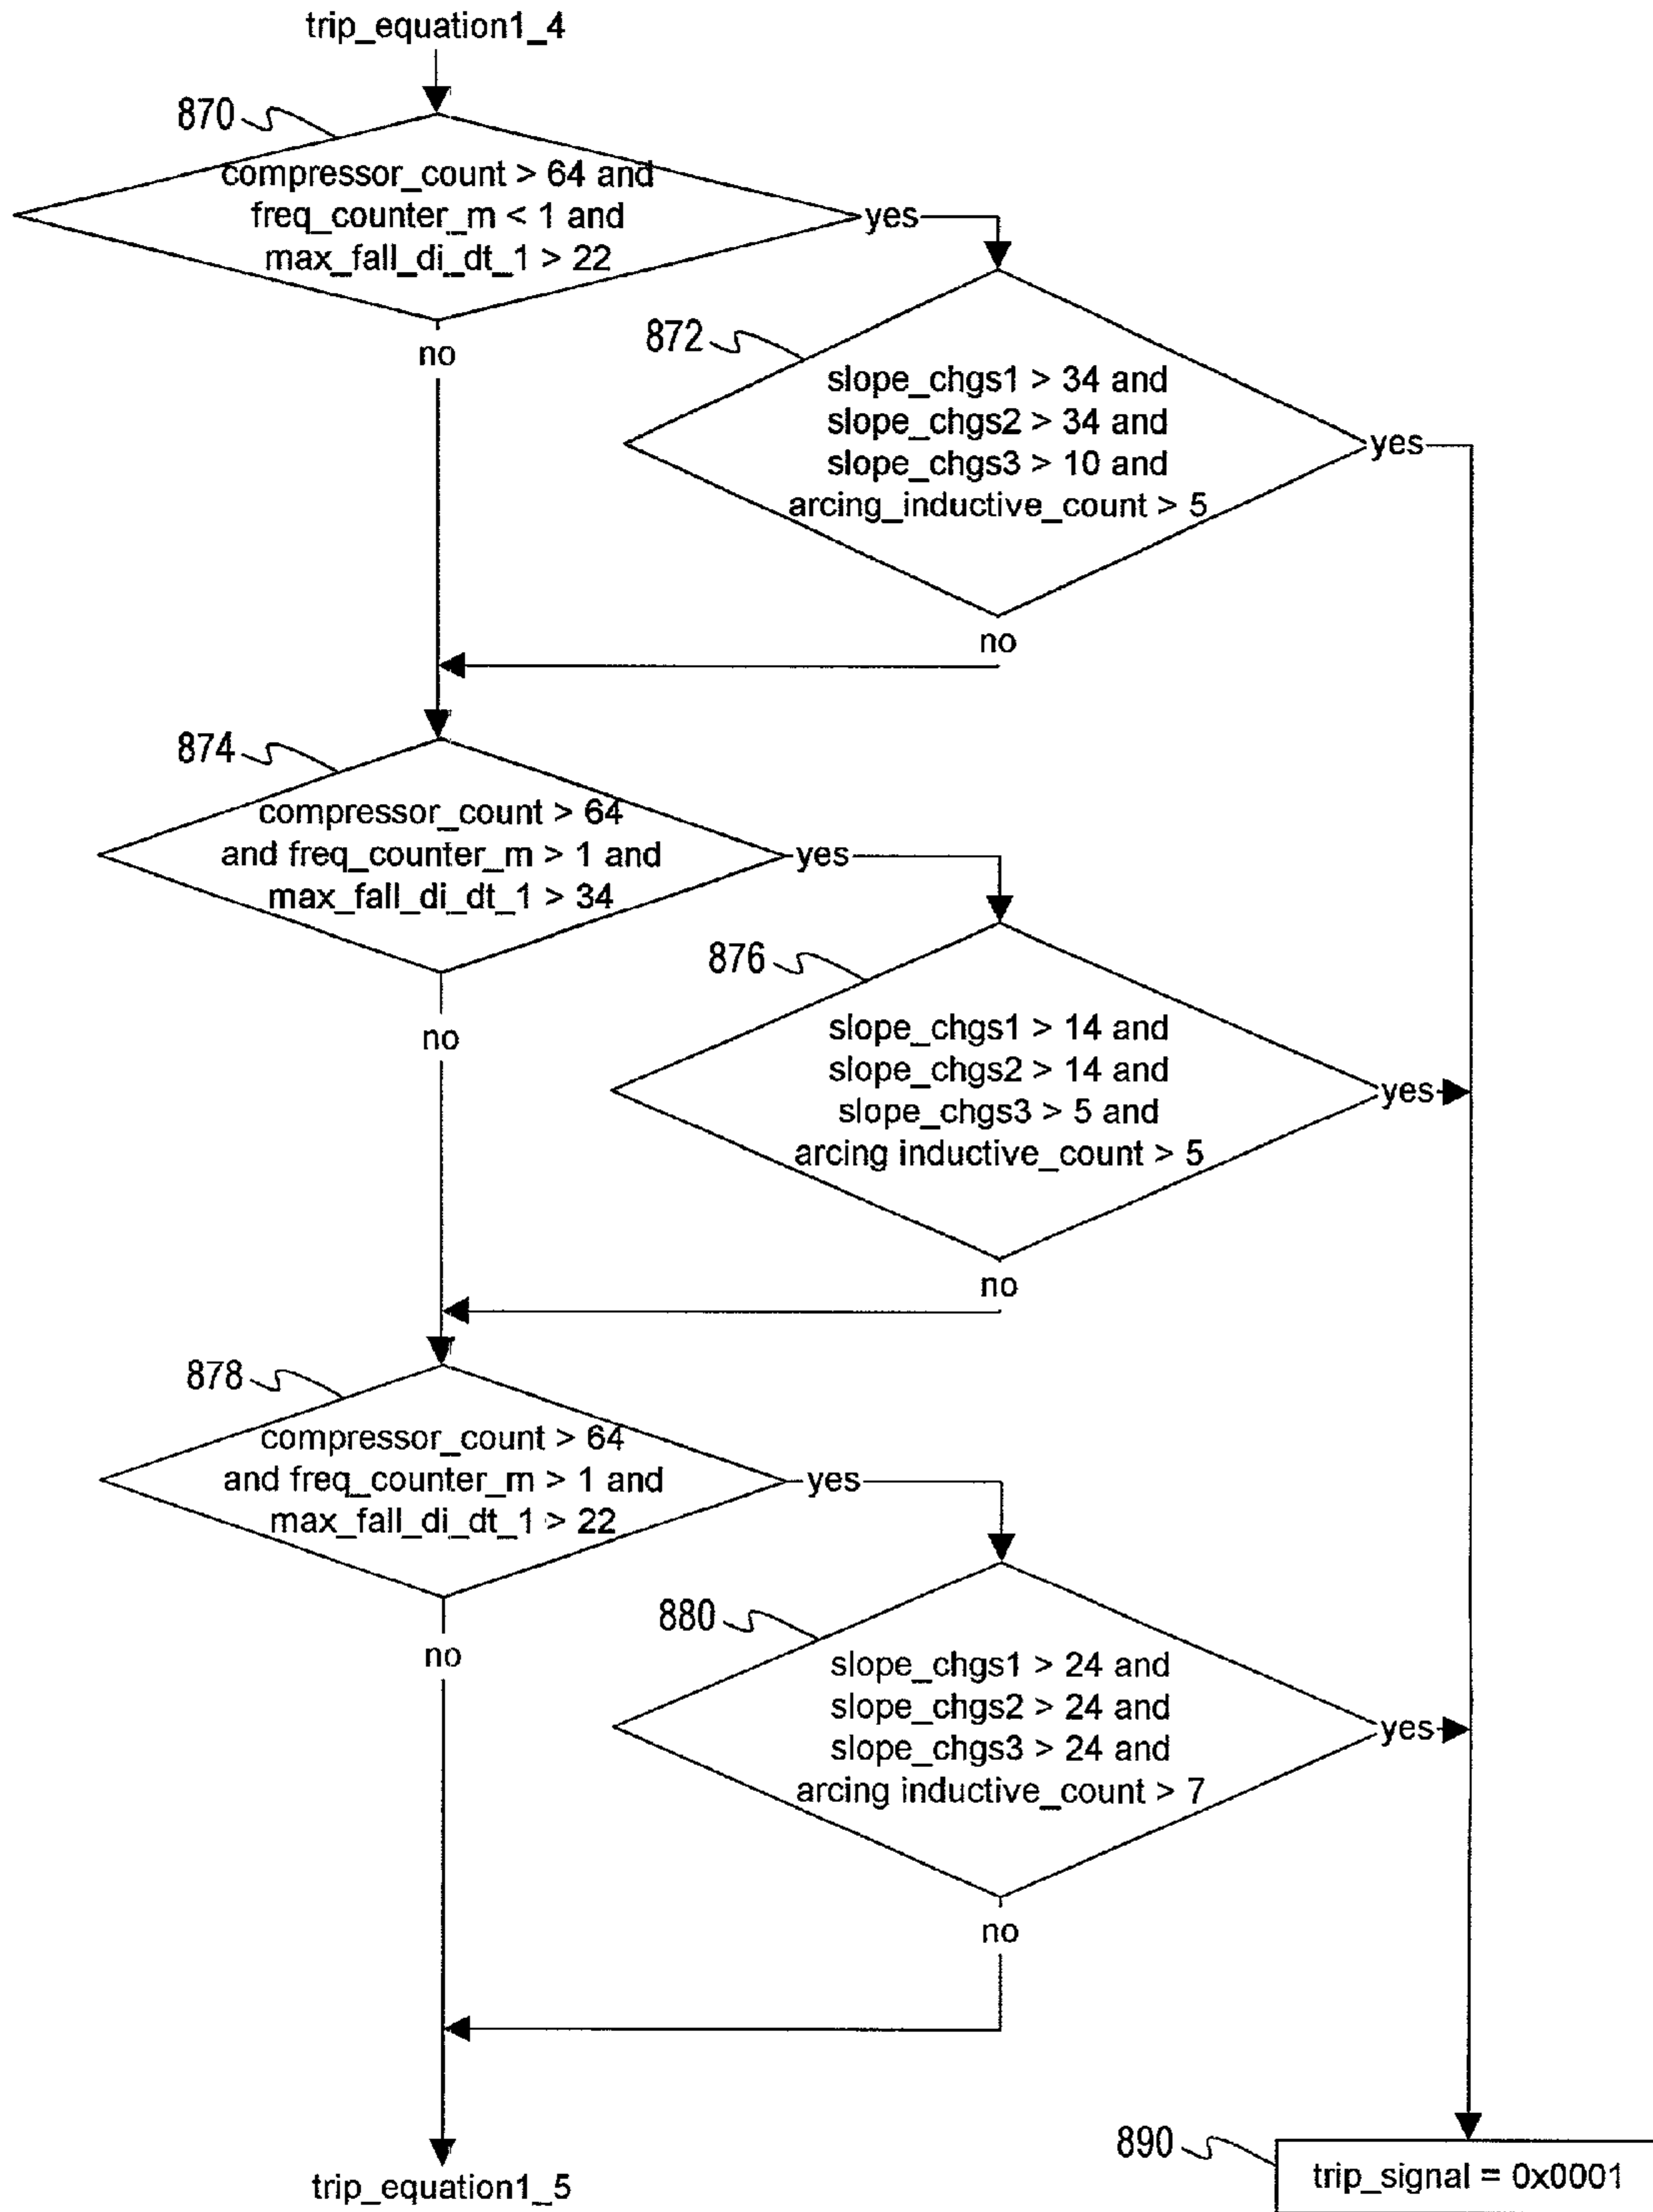 trip_equation1_4
870
compressor_count > 64 and
freq_counter_m < 1 and
max_fall_di_dt_1 > 22
yes
no
872
slope_chgs1 > 34 and
slope_chgs2 > 34 and
slope_chgs3 > 10 and
arcing_inductive_count > 5
yes
no
874
compressor_count > 64
and freq_counter_m > 1 and
max_fall_di_dt_1 > 34
yes
no
876
slope_chgs1 > 14 and
slope_chgs2 > 14 and
slope_chgs3 > 5 and
arcing inductive_count > 5
yes
no
878
compressor_count > 64
and freq_counter_m > 1 and
max_fall_di_dt_1 > 22
yes
no
880
slope_chgs1 > 24 and
slope_chgs2 > 24 and
slope_chgs3 > 24 and
arcing inductive_count > 7
yes
no
890
trip_signal = 0x0001
trip_equation1_5